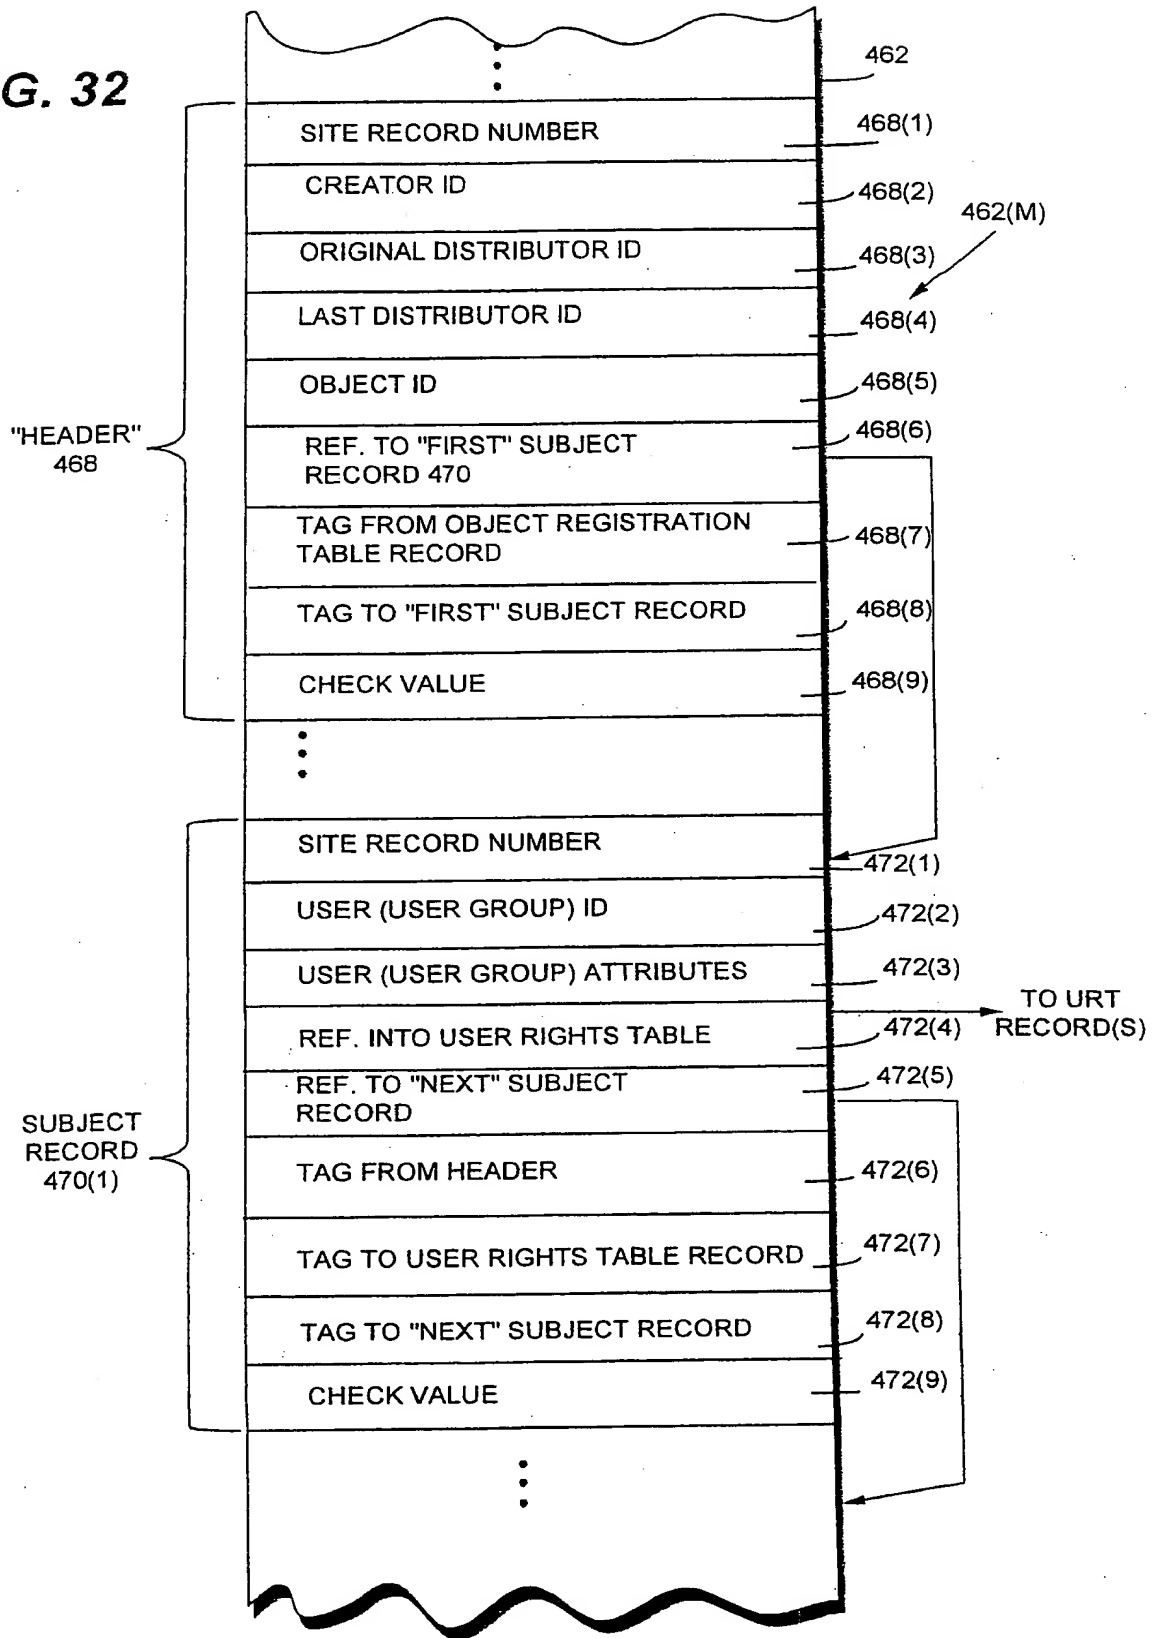 G. 32
462
SITE RECORD NUMBER
468(1)
CREATOR ID
468(2)
462(M)
ORIGINAL DISTRIBUTOR ID
468(3)
LAST DISTRIBUTOR ID
468(4)
OBJECT ID
468(5)
"HEADER"
468
REF. TO "FIRST" SUBJECT
RECORD 470
468(6)
TAG FROM OBJECT REGISTRATION
TABLE RECORD
468(7)
TAG TO "FIRST" SUBJECT RECORD
468(8)
CHECK VALUE
468(9)
SITE RECORD NUMBER
472(1)
USER (USER GROUP) ID
472(2)
USER (USER GROUP) ATTRIBUTES
472(3)
TO URT
RECORD(S)
REF. INTO USER RIGHTS TABLE
472(4)
REF. TO "NEXT" SUBJECT
RECORD
472(5)
SUBJECT
RECORD
470(1)
TAG FROM HEADER
472(6)
TAG TO USER RIGHTS TABLE RECORD
472(7)
TAG TO "NEXT" SUBJECT RECORD
472(8)
CHECK VALUE
472(9)